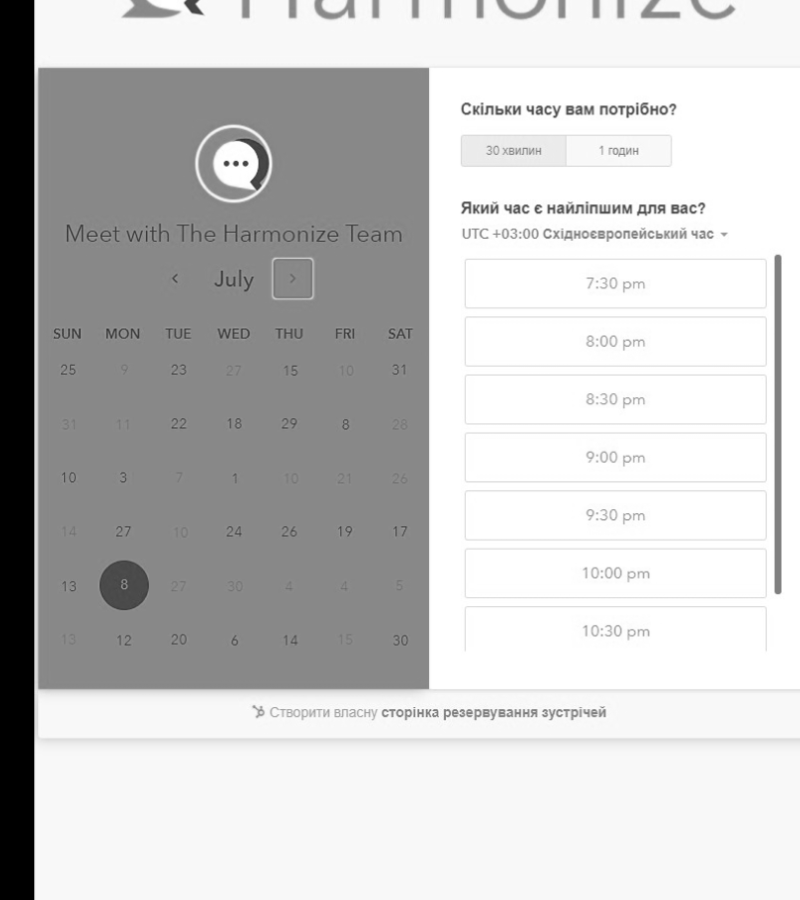 Harmonize
Meet with The Harmonize Team
July
SUN MON TUE WED THU FRI SAT
25 9 23 27 15 10 31
31 11 22 18 29 8 28
10 3 7 1 10 21 26
14 27 10 24 26 19 17
13 8 27 30 4 4 5
13 12 20 6 14 15 30
Скільки часу вам потрібно?
30 хвилин 1 годин
Який час є найліпшим для вас?
UTC +03:00 Східноєвропейський час
7:30 pm
8:00 pm
8:30 pm
9:00 pm
9:30 pm
10:00 pm
10:30 pm
Створити власну сторінка резервування зустрічей